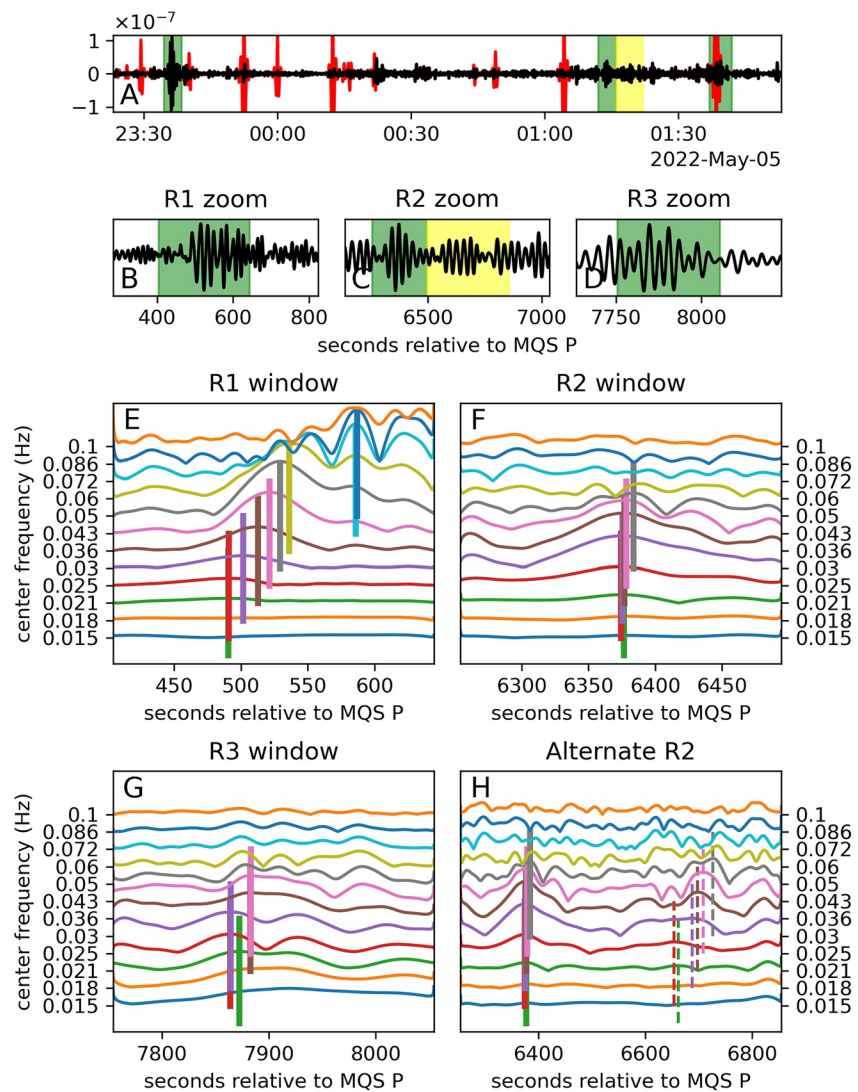 ×10⁻⁷
1
0
−1
A
23:30 00:00 00:30 01:00 01:30
2022-May-05
R1 zoom R2 zoom R3 zoom
B C D
400 600 800 6500 7000 7750 8000
seconds relative to MQS P
R1 window R2 window
E F
center frequency (Hz)
0.1 0.1
0.086 0.086
0.072 0.072
0.06 0.06
0.05 0.05
0.043 0.043
0.036 0.036
0.03 0.03
0.025 0.025
0.021 0.021
0.018 0.018
0.015 0.015
450 500 550 600 6300 6350 6400 6450
seconds relative to MQS P seconds relative to MQS P
R3 window Alternate R2
G H
center frequency (Hz)
0.1 0.1
0.086 0.086
0.072 0.072
0.06 0.06
0.05 0.05
0.043 0.043
0.036 0.036
0.03 0.03
0.025 0.025
0.021 0.021
0.018 0.018
0.015 0.015
7800 7900 8000 6400 6600 6800
seconds relative to MQS P seconds relative to MQS P